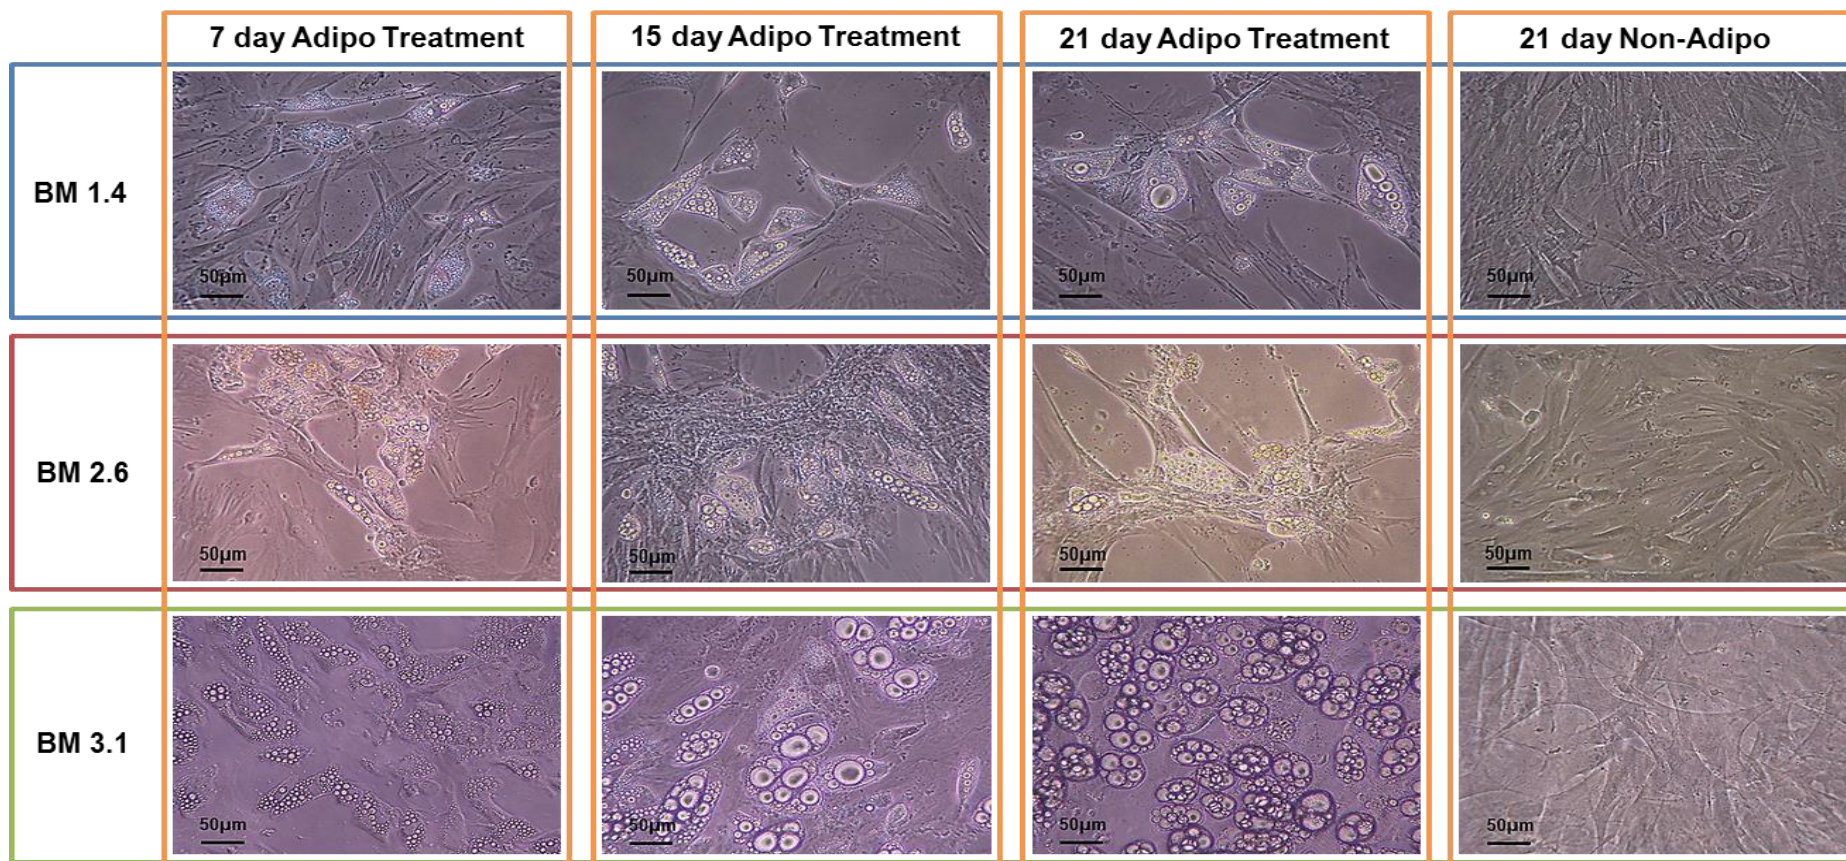 7 day Adipo Treatment
15 day Adipo Treatment
21 day Adipo Treatment
21 day Non-Adipo
BM 1.4
50µm
50µm
50µm
50µm
BM 2.6
50µm
50µm
50µm
50µm
BM 3.1
50µm
50µm
50µm
50µm